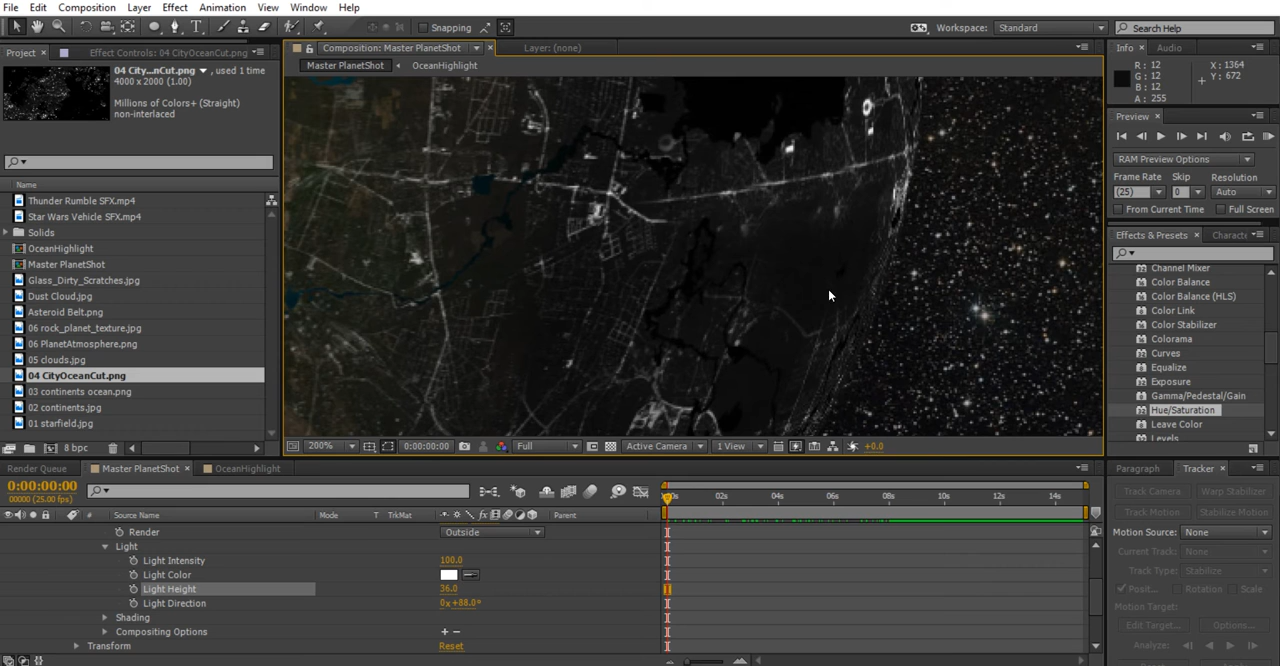 File Edit Composition Layer Effect Animation View Window Help
Snapping
Workspace: Standard
Search Help
Project
Effect Controls: 04 CityOceanCut.png
04 City...nCut.png , used 1 time
4000 x 2000 (1.00)
Millions of Colors+ (Straight)
non-interlaced
Name
Thunder Rumble SFX.mp4
Star Wars Vehicle SFX.mp4
Solids
OceanHighlight
Master PlanetShot
Glass_Dirty_Scratches.jpg
Dust Cloud.jpg
Asteroid Belt.png
06 rock_planet_texture.jpg
06 PlanetAtmosphere.png
05 clouds.jpg
04 CityOceanCut.png
03 continents ocean.png
02 continents.jpg
01 starfield.jpg
8 bpc
Composition: Master PlanetShot
Layer: (none)
Master PlanetShot
OceanHighlight
200%
0:00:00:00
Full
Active Camera
1 View
+0.0
Info
Audio
R: 12
G: 12
B: 12
A: 255
X: 1364
Y: 672
Preview
RAM Preview Options
Frame Rate Skip Resolution
(25) 0 Auto
From Current Time Full Screen
Effects & Presets
Characte
Channel Mixer
Color Balance
Color Balance (HLS)
Color Link
Color Stabilizer
Colorama
Curves
Equalize
Exposure
Gamma/Pedestal/Gain
Hue/Saturation
Leave Color
Levels
Render Queue
Master PlanetShot
OceanHighlight
0:00:00:00
00000 (25.00 fps)
# Source Name Mode T TrkMat Parent
02s 04s 06s 08s 10s 12s 14s
Render Outside
Light
Light Intensity 100.0
Light Color
Light Height 36.0
Light Direction 0x+88.0°
Shading
Compositing Options + −
Transform Reset
Paragraph
Tracker
Track Camera Warp Stabilizer
Track Motion Stabilize Motion
Motion Source: None
Current Track: None
Track Type: Stabilize
Posit... Rotation Scale
Motion Target:
Edit Target... Options...
Analyze: